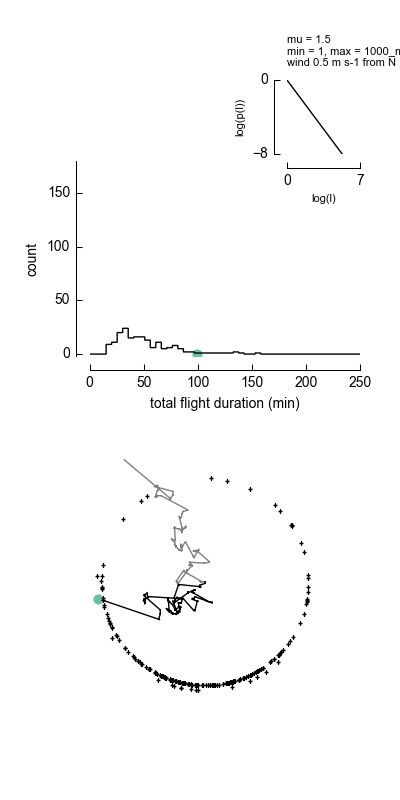 mu = 1.5
min = 1, max = 1000_m
wind 0.5 m s-1 from N
0
log(p(l))
−8
0 7
log(l)
150
100
count
50
0
0 50 100 150 200 250
total flight duration (min)